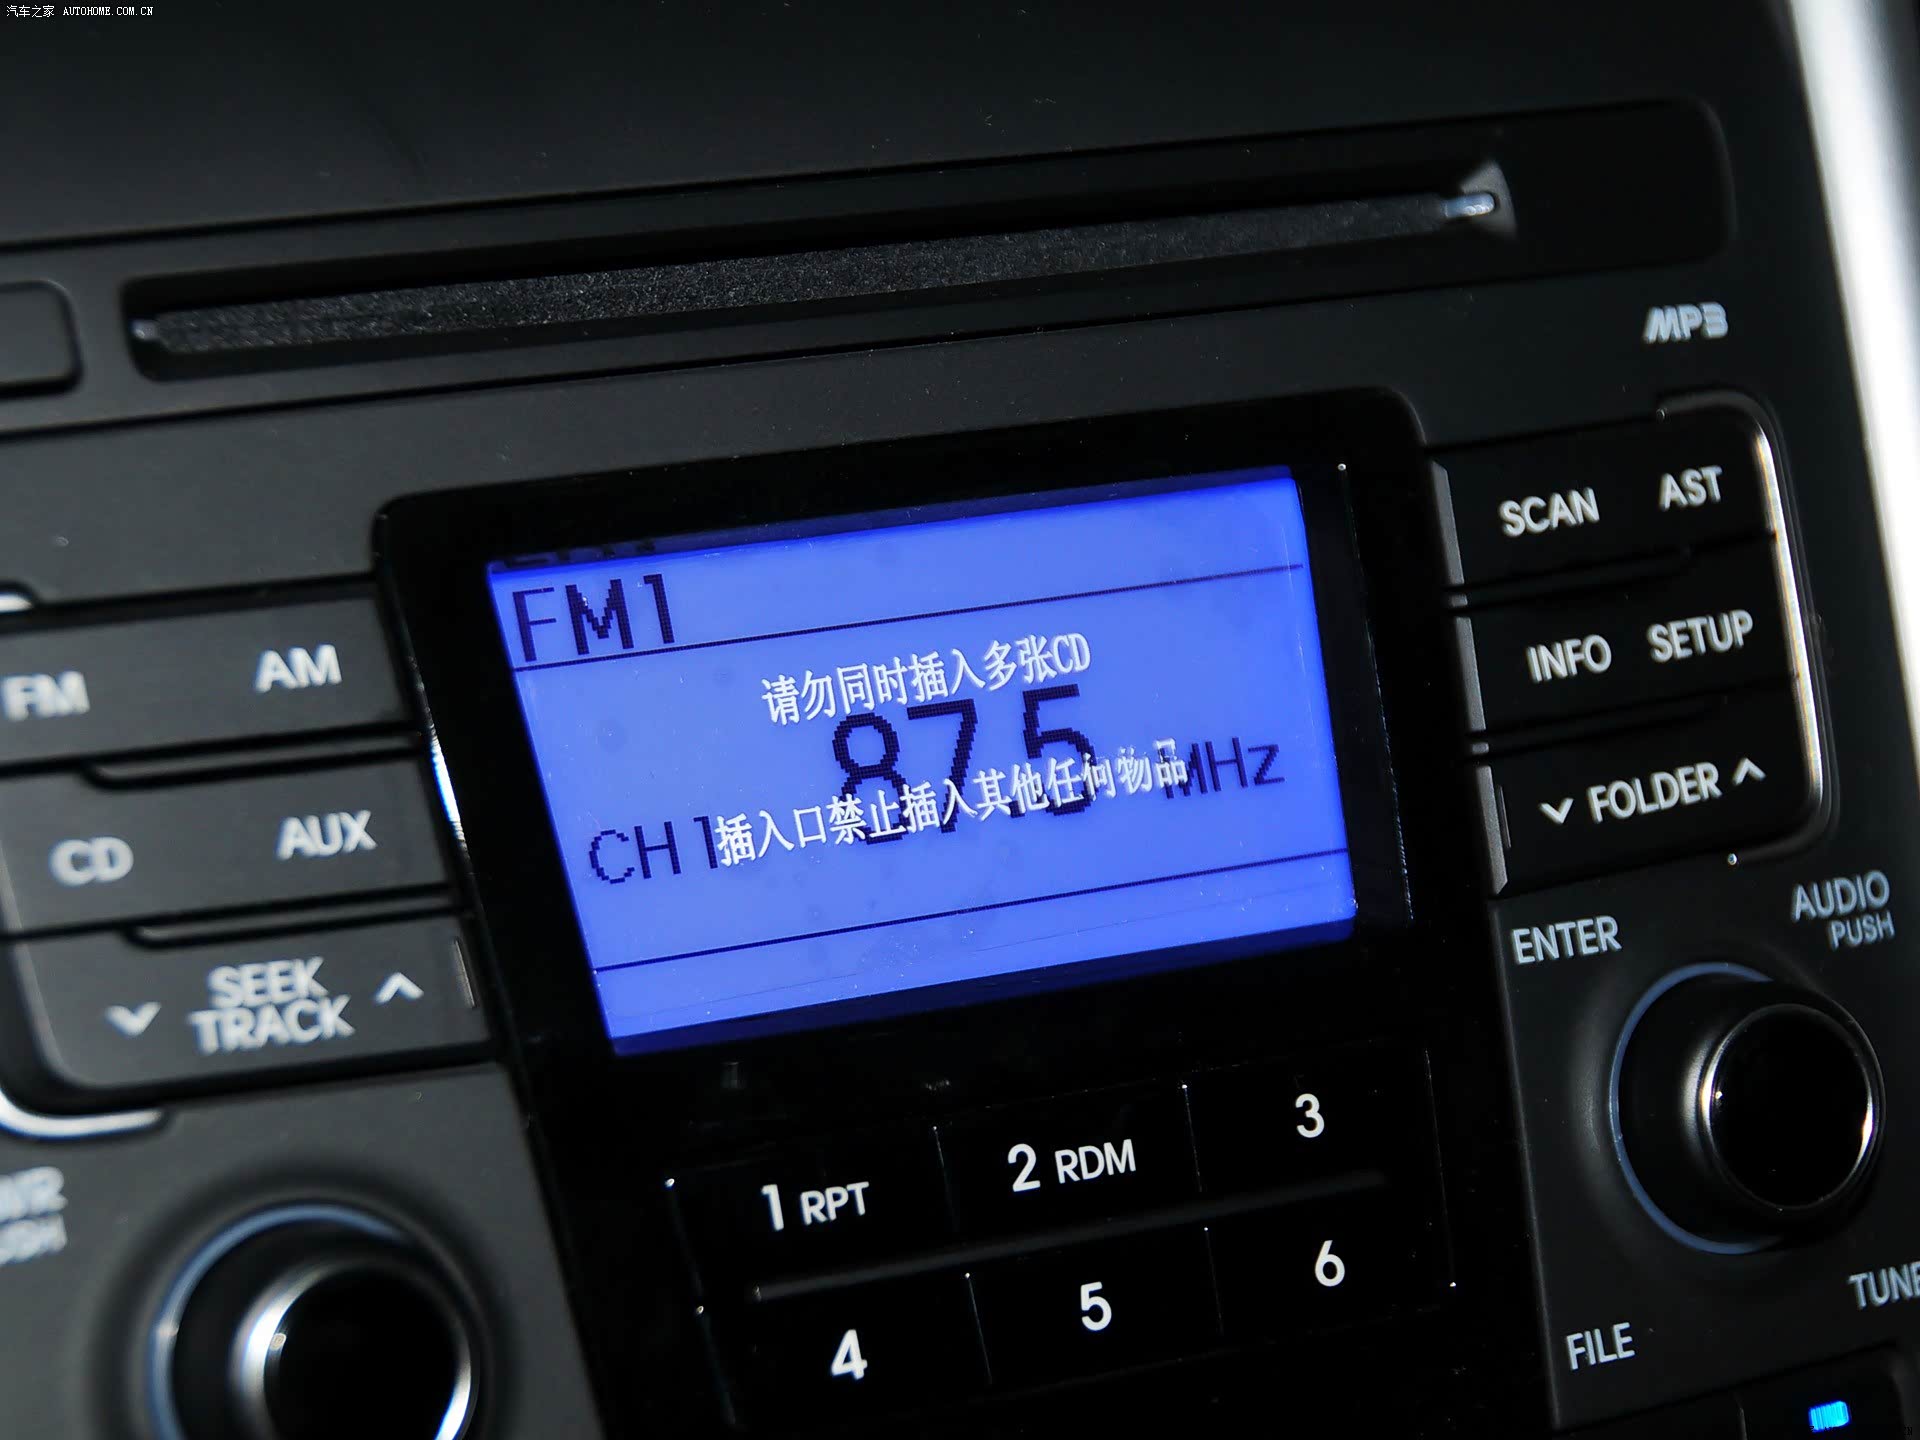 汽车之家 AUTOHOME.COM.CN
MP3
SCAN AST
FM1
请勿同时插入多张CD
87.5 MHz
CH 1
插入口禁止插入其他任何物品
FM AM
INFO SETUP
CD AUX
FOLDER
SEEK
TRACK
ENTER
AUDIO
PUSH
1 RPT
2 RDM
3
4
5
6
TUNE
FILE